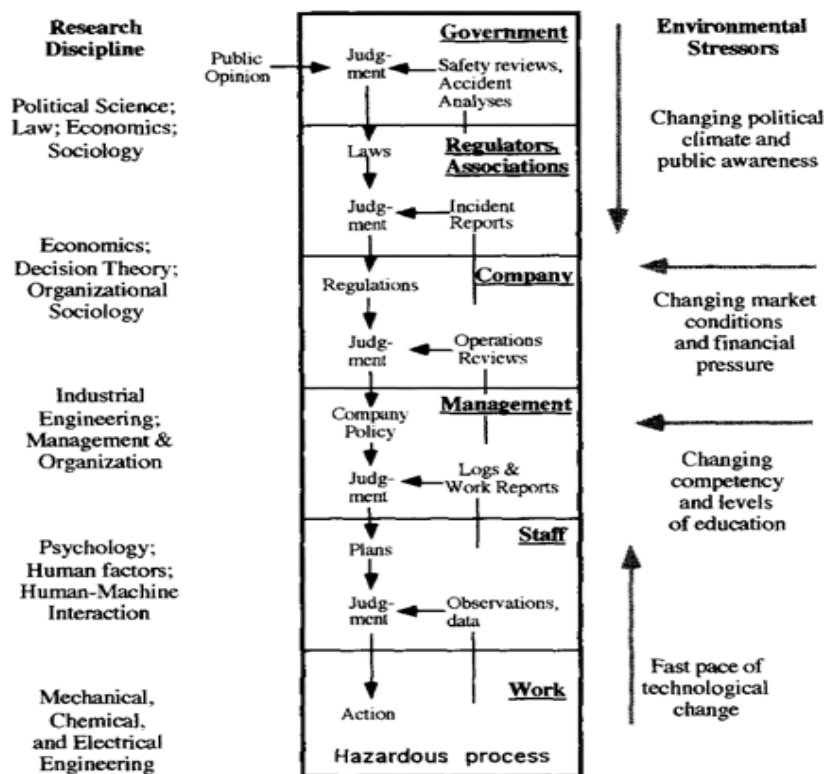 Research
Discipline
Political Science;
Law; Economics;
Sociology
Economics;
Decision Theory;
Organizational
Sociology
Industrial
Engineering;
Management &
Organization
Psychology;
Human factors;
Human-Machine
Interaction
Mechanical,
Chemical,
and Electrical
Engineering
Public
Opinion
Government
Judg-
ment
Safety reviews,
Accident
Analyses
Laws
Regulators,
Associations
Judg-
ment
Incident
Reports
Company
Regulations
Judg-
ment
Operations
Reviews
Management
Company
Policy
Judg-
ment
Logs &
Work Reports
Staff
Plans
Judg-
ment
Observations,
data
Work
Action
Hazardous process
Environmental
Stressors
Changing political
climate and
public awareness
Changing market
conditions
and financial
pressure
Changing
competency
and levels
of education
Fast pace of
technological
change